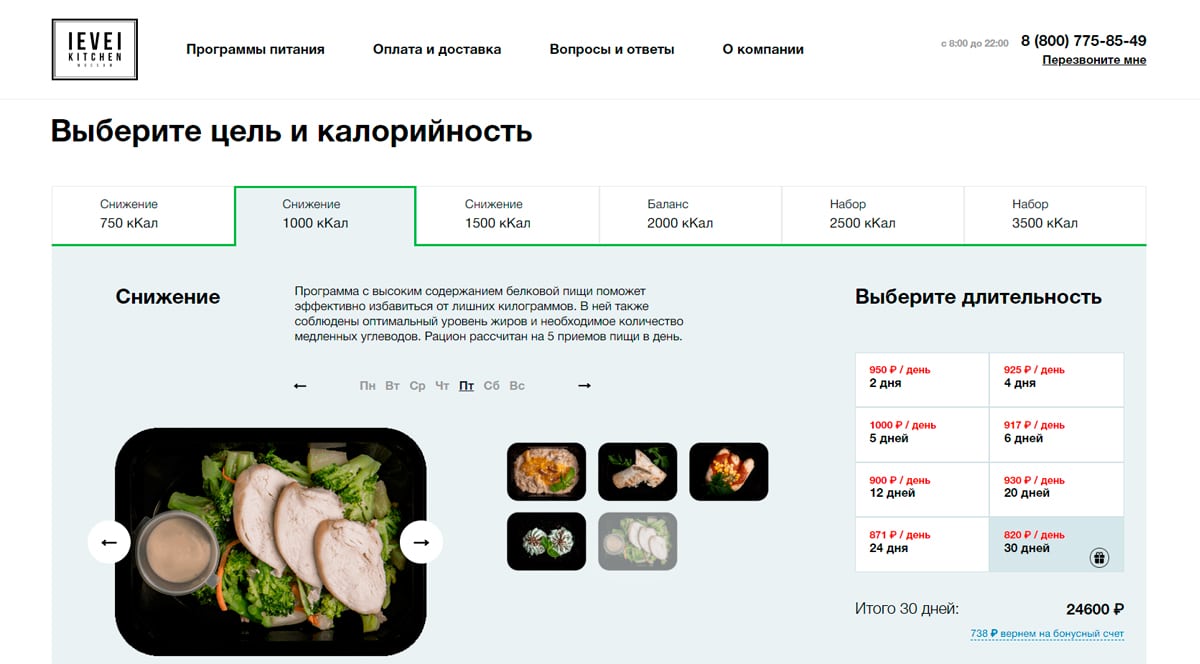 IEVEI
KITCHEN
Программы питания
Оплата и доставка
Вопросы и ответы
О компании
с 8:00 до 22:00
8 (800) 775-85-49
Перезвоните мне
Выберите цель и калорийность
Снижение
750 кКал
Снижение
1000 кКал
Снижение
1500 кКал
Баланс
2000 кКал
Набор
2500 кКал
Набор
3500 кКал
Снижение
Программа с высоким содержанием белковой пищи поможет
эффективно избавиться от лишних килограммов. В ней также
соблюдены оптимальный уровень жиров и необходимое количество
медленных углеводов. Рацион рассчитан на 5 приемов пищи в день.
← Пн Вт Ср Чт Пт Сб Вс →
Выберите длительность
950 ₽ / день
2 дня
925 ₽ / день
4 дня
1000 ₽ / день
5 дней
917 ₽ / день
6 дней
900 ₽ / день
12 дней
930 ₽ / день
20 дней
871 ₽ / день
24 дня
820 ₽ / день
30 дней
Итого 30 дней:
24600 ₽
738 ₽ вернем на бонусный счет